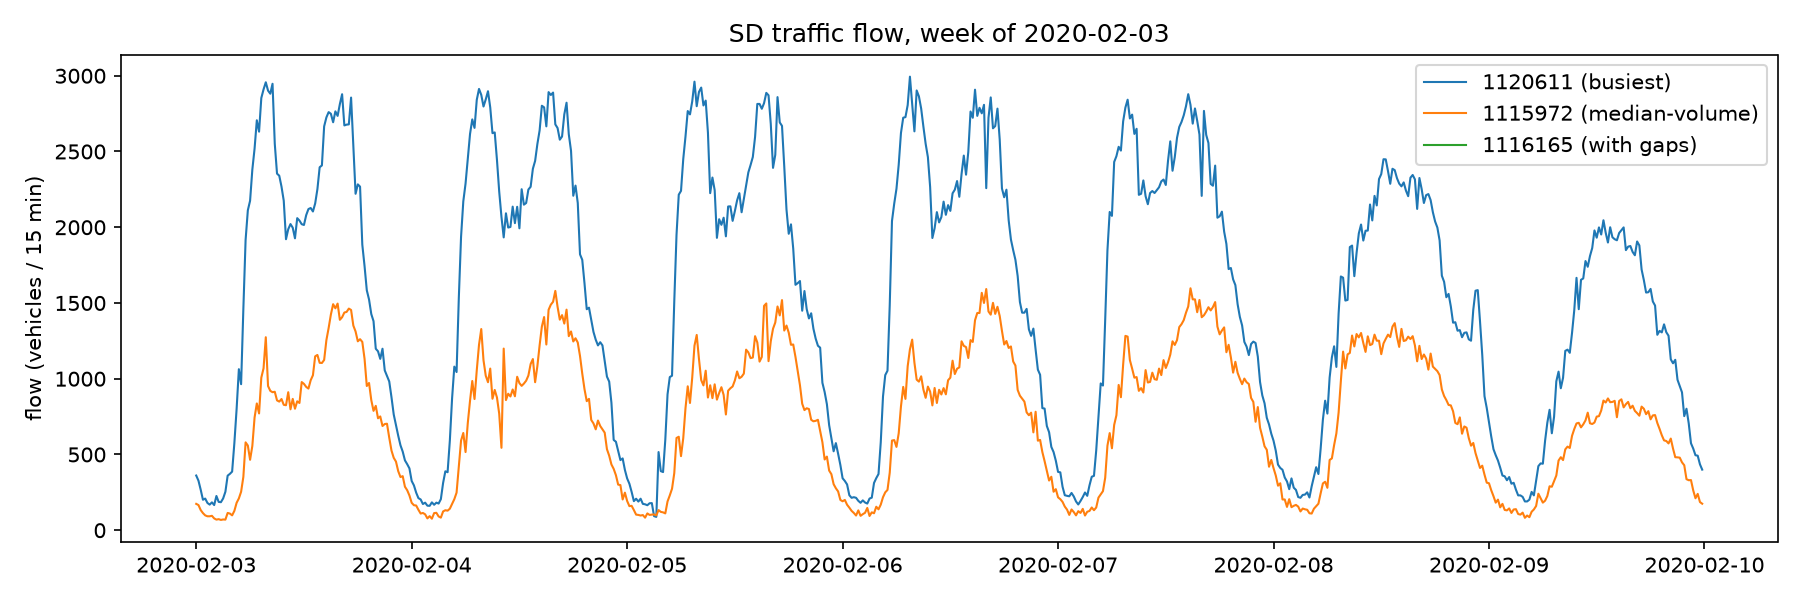 SD traffic flow, week of 2020-02-03
flow (vehicles / 15 min)
3000
2500
2000
1500
1000
500
0
1120611 (busiest)
1115972 (median-volume)
1116165 (with gaps)
2020-02-03 2020-02-04 2020-02-05 2020-02-06 2020-02-07 2020-02-08 2020-02-09 2020-02-10